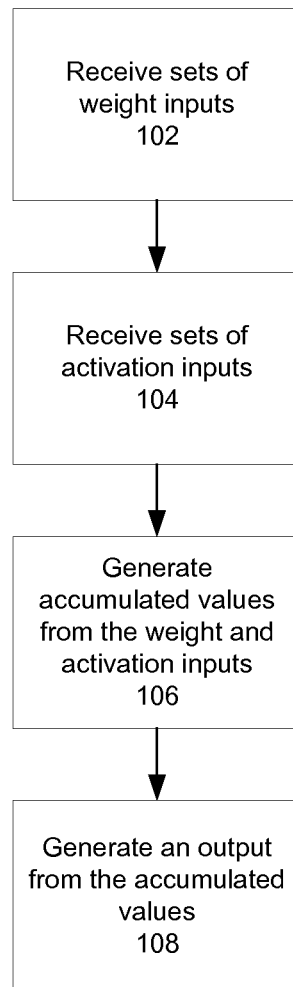 Receive sets of
weight inputs
102
Receive sets of
activation inputs
104
Generate
accumulated values
from the weight and
activation inputs
106
Generate an output
from the accumulated
values
108